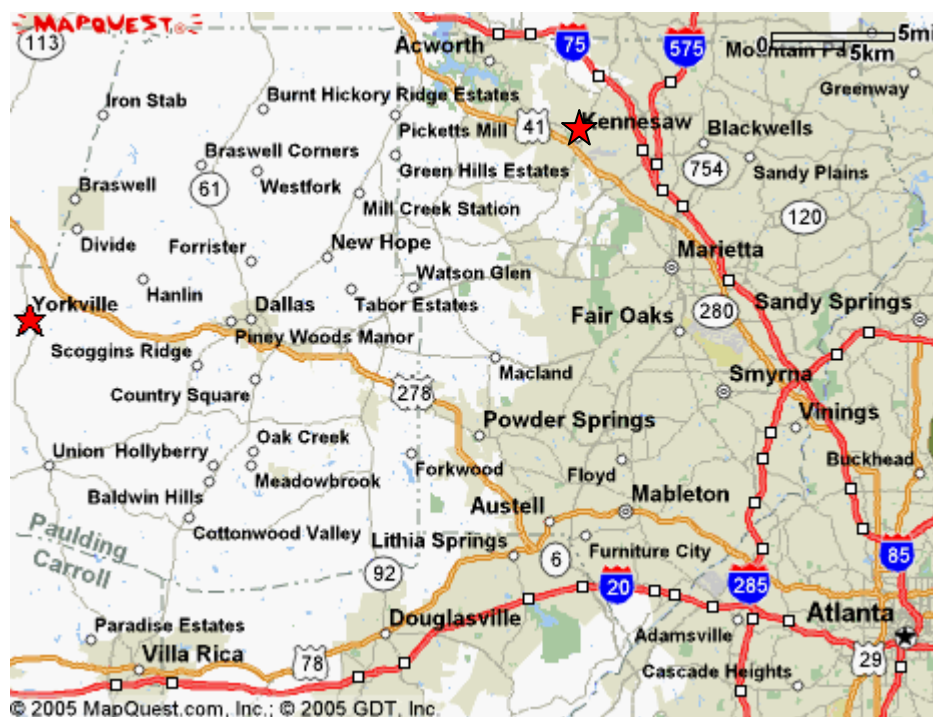 MAPQUEST
113
Acworth
75
575
0
5mi
5km
Mountain Pa
Greenway
Iron Stab
Burnt Hickory Ridge Estates
Picketts Mill
41
Kennesaw
Blackwells
Braswell Corners
Green Hills Estates
754
Sandy Plains
Braswell
61
Westfork
Mill Creek Station
120
Divide
Forrister
New Hope
Marietta
Watson Glen
Hanlin
Yorkville
Dallas
Tabor Estates
280
Sandy Springs
Fair Oaks
Piney Woods Manor
Scoggins Ridge
Macland
Smyrna
Country Square
278
Vinings
Powder Springs
Oak Creek
Union
Hollyberry
Forkwood
Floyd
Buckhead
Meadowbrook
Baldwin Hills
Mableton
Austell
Cottonwood Valley
Paulding
Lithia Springs
6
Furniture City
85
Carroll
92
20
285
Douglasville
Atlanta
Paradise Estates
Adamsville
Villa Rica
78
29
Cascade Heights
© 2005 MapQuest.com, Inc.; © 2005 GDT, Inc.